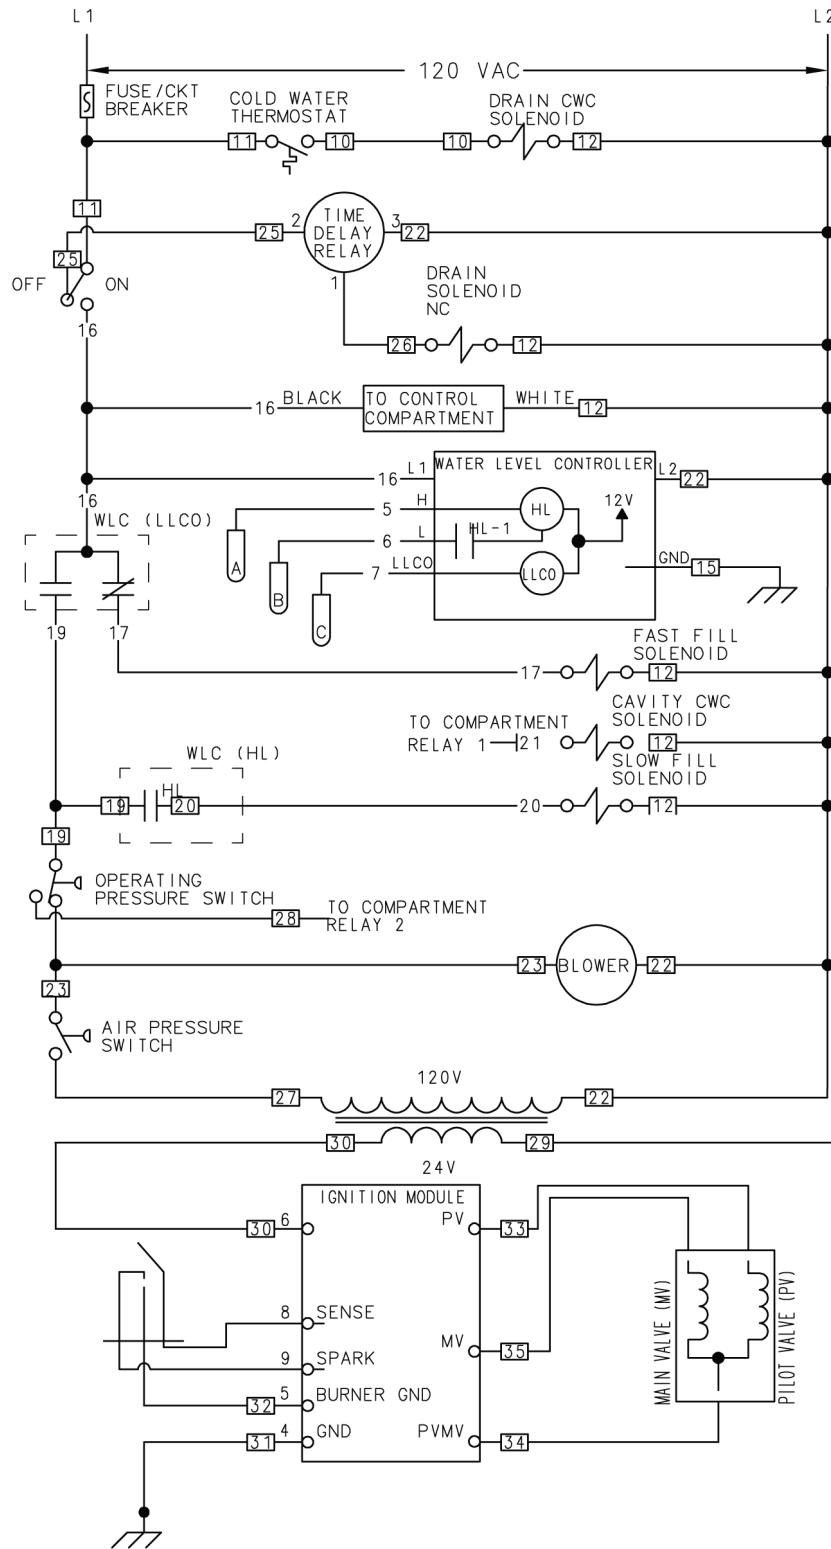 L1
L2
120 VAC
FUSE/CKT
BREAKER
COLD WATER
THERMOSTAT
DRAIN CWC
SOLENOID
11
10
10
12
11
25
2
TIME
DELAY
RELAY
3
22
25
OFF
ON
1
DRAIN
SOLENOID
NC
16
26
12
16
BLACK
TO CONTROL
COMPARTMENT
WHITE
12
16
L1
WATER LEVEL CONTROLLER
L2
22
16
WLC (LLCO)
5
H
HL
12V
6
L
HL-1
A
7
LLCO
LLCO
GND
15
B
C
19
17
FAST FILL
SOLENOID
17
12
CAVITY CWC
SOLENOID
TO COMPARTMENT
RELAY 1
21
12
WLC (HL)
SLOW FILL
SOLENOID
19
HL
20
20
12
19
OPERATING
PRESSURE SWITCH
28
TO COMPARTMENT
RELAY 2
23
BLOWER
22
23
AIR PRESSURE
SWITCH
120V
27
22
30
29
24V
IGNITION MODULE
30
6
PV
33
8
SENSE
MV
35
9
SPARK
32
5
BURNER GND
31
4
GND
PVMV
34
MAIN VALVE (MV)
PILOT VALVE (PV)